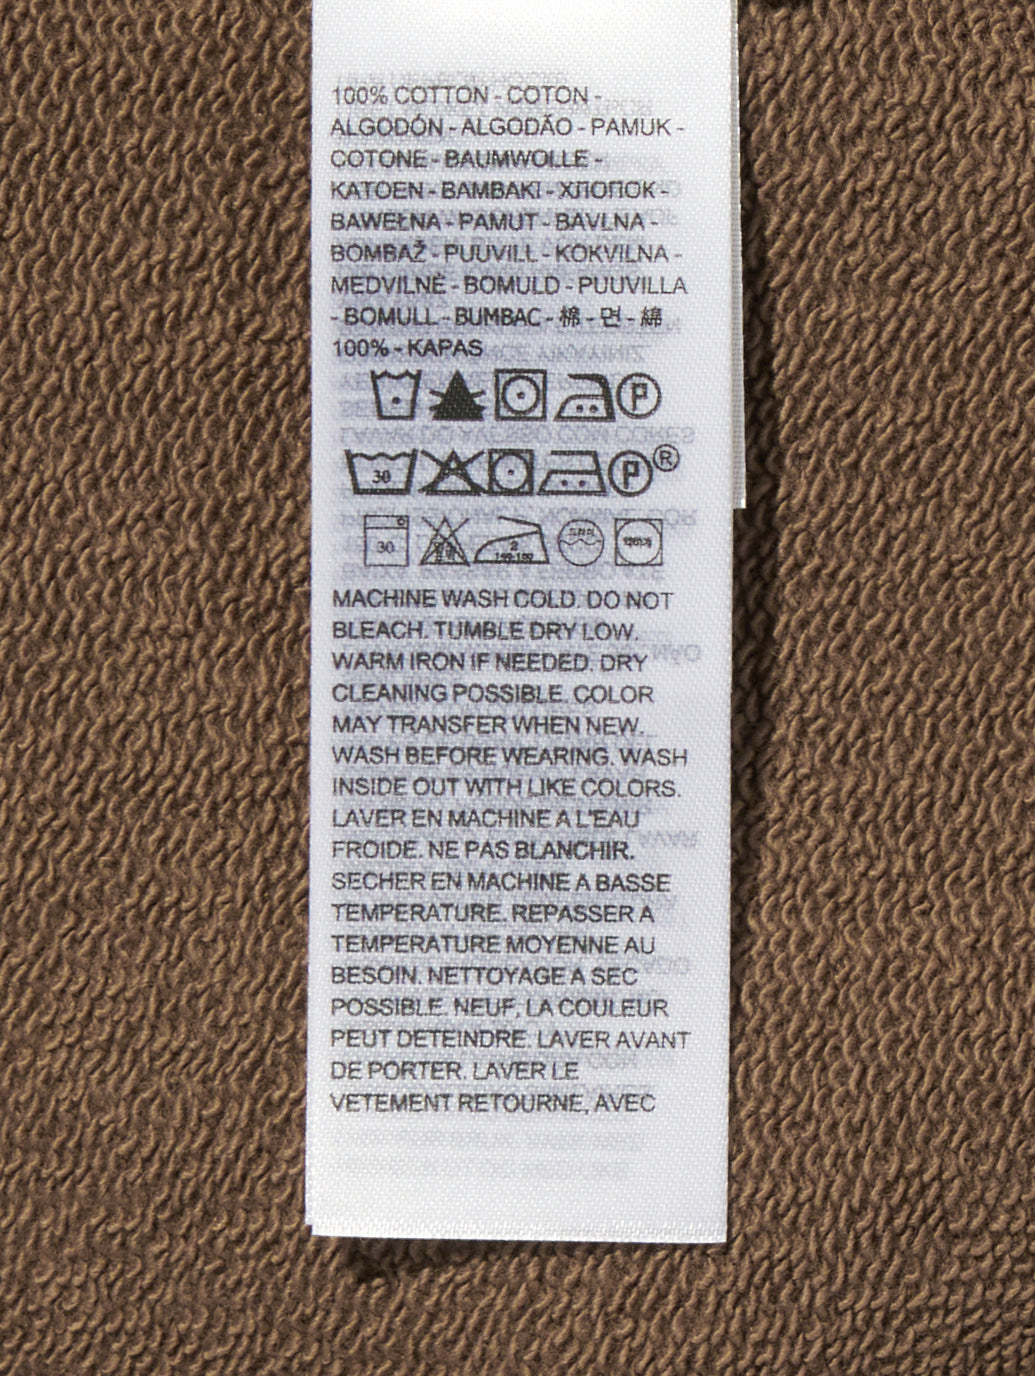 100% COTTON - COTON -
ALGODÓN - ALGODÃO - PAMUK -
COTONE - BAUMWOLLE -
KATOEN - BAMBAKI - ХЛОПОК -
BAWEŁNA - PAMUT - BAVLNA -
BOMBAŽ - PUUVILL - KOKVILNA -
MEDVILNĖ - BOMULD - PUUVILLA
- BOMULL - BUMBAC - 棉 - 면 - 綿
100% - KAPAS
P
30 P ®
30 2
MACHINE WASH COLD. DO NOT
BLEACH. TUMBLE DRY LOW.
WARM IRON IF NEEDED. DRY
CLEANING POSSIBLE. COLOR
MAY TRANSFER WHEN NEW.
WASH BEFORE WEARING. WASH
INSIDE OUT WITH LIKE COLORS.
LAVER EN MACHINE A L'EAU
FROIDE. NE PAS BLANCHIR.
SECHER EN MACHINE A BASSE
TEMPERATURE. REPASSER A
TEMPERATURE MOYENNE AU
BESOIN. NETTOYAGE A SEC
POSSIBLE. NEUF, LA COULEUR
PEUT DETEINDRE. LAVER AVANT
DE PORTER. LAVER LE
VETEMENT RETOURNE, AVEC